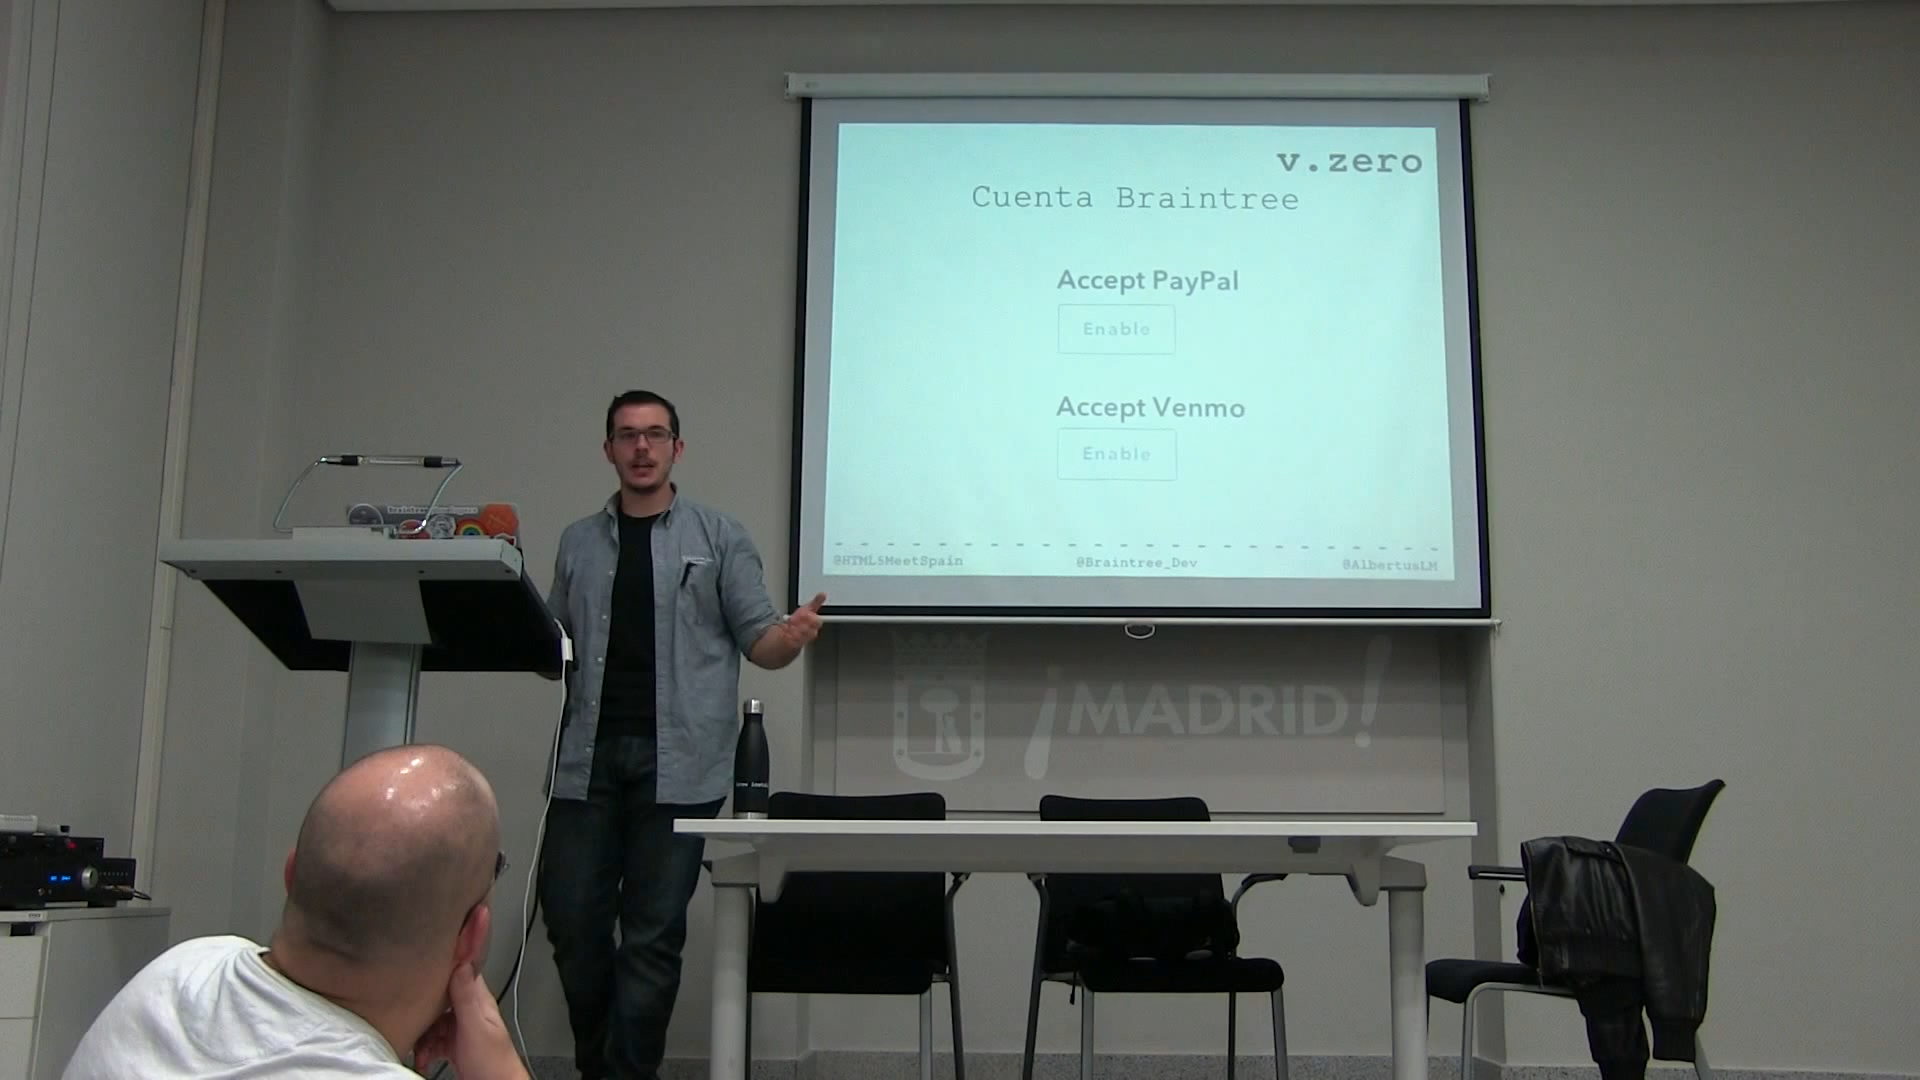 v.zero
Cuenta Braintree
Accept PayPal
Enable
Accept Venmo
Enable
@HTML5MeetSpain
@Braintree_Dev
@AlbertusLM
¡MADRID!